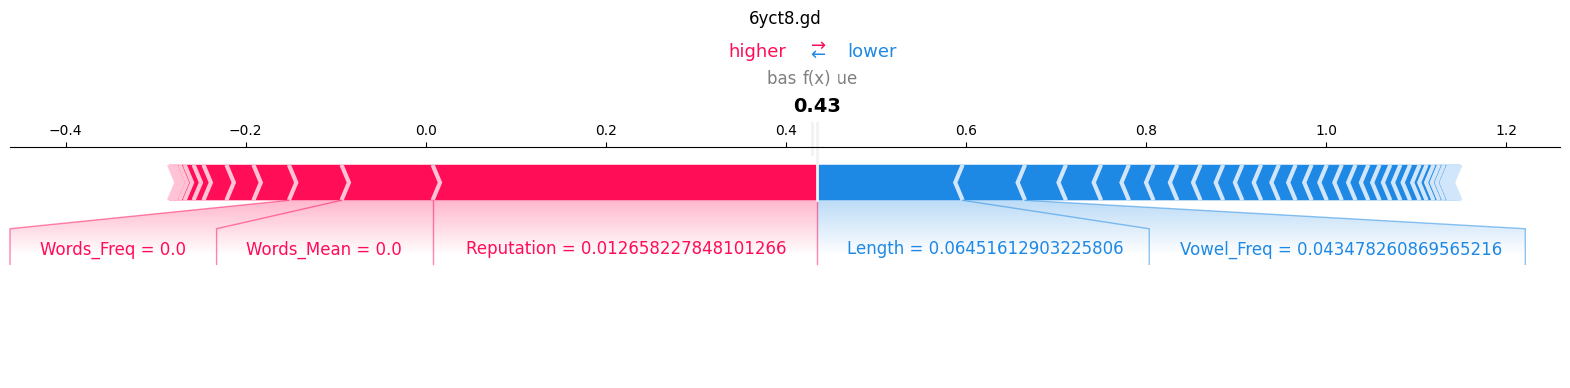 6yct8.gd
higher → ← lower
bas f(x) ue
0.43
−0.4 −0.2 0.0 0.2 0.4 0.6 0.8 1.0 1.2
Words_Freq = 0.0 Words_Mean = 0.0 Reputation = 0.012658227848101266 Length = 0.06451612903225806 Vowel_Freq = 0.043478260869565216